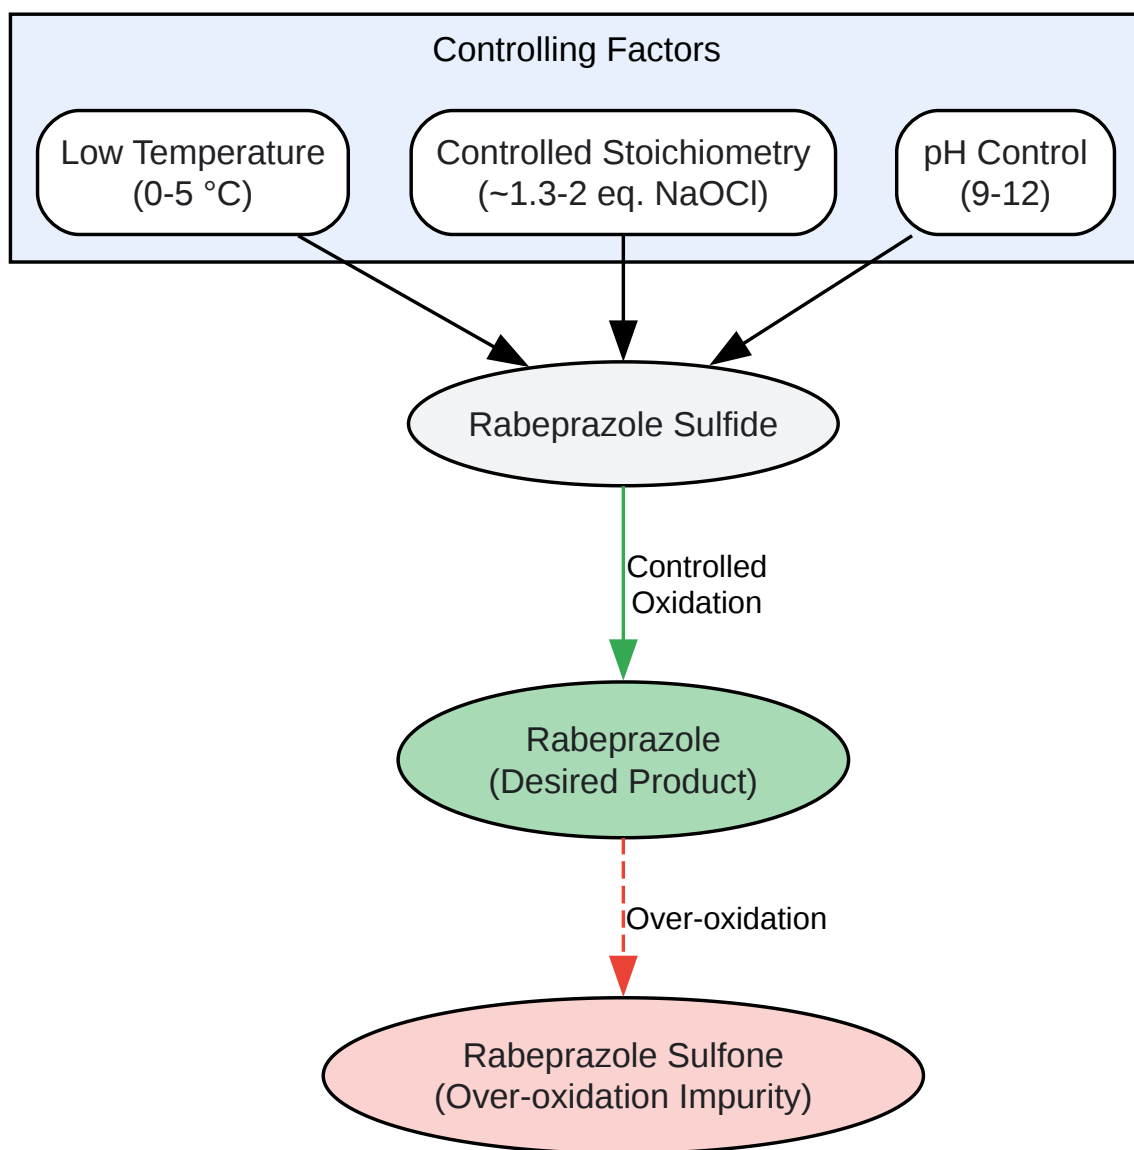 Controlling Factors
Low Temperature
(0-5 °C)
Controlled Stoichiometry
(~1.3-2 eq. NaOCl)
pH Control
(9-12)
Rabeprazole Sulfide
Controlled
Oxidation
Rabeprazole
(Desired Product)
Over-oxidation
Rabeprazole Sulfone
(Over-oxidation Impurity)